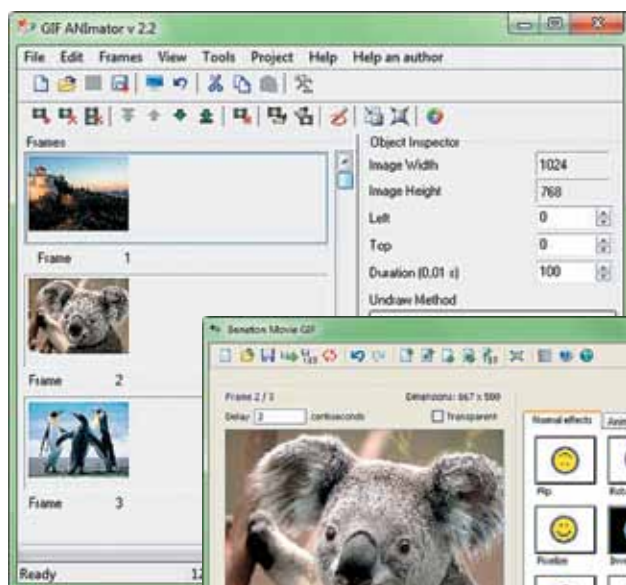 GIF ANImator v 2.2
File Edit Frames View Tools Project Help Help an author
Frames
Object Inspector
Image Width 1024
Image Height 768
Left 0
Top 0
Duration (0,01 s) 100
Undraw Method
Frame 1
Frame 2
Frame 3
Ready
Beneton Movie GIF
Frame 2 / 3
Dimensions: 667 x 500
Delay 3 centiseconds
Transparent
Normal effects
Flip
Pixelize